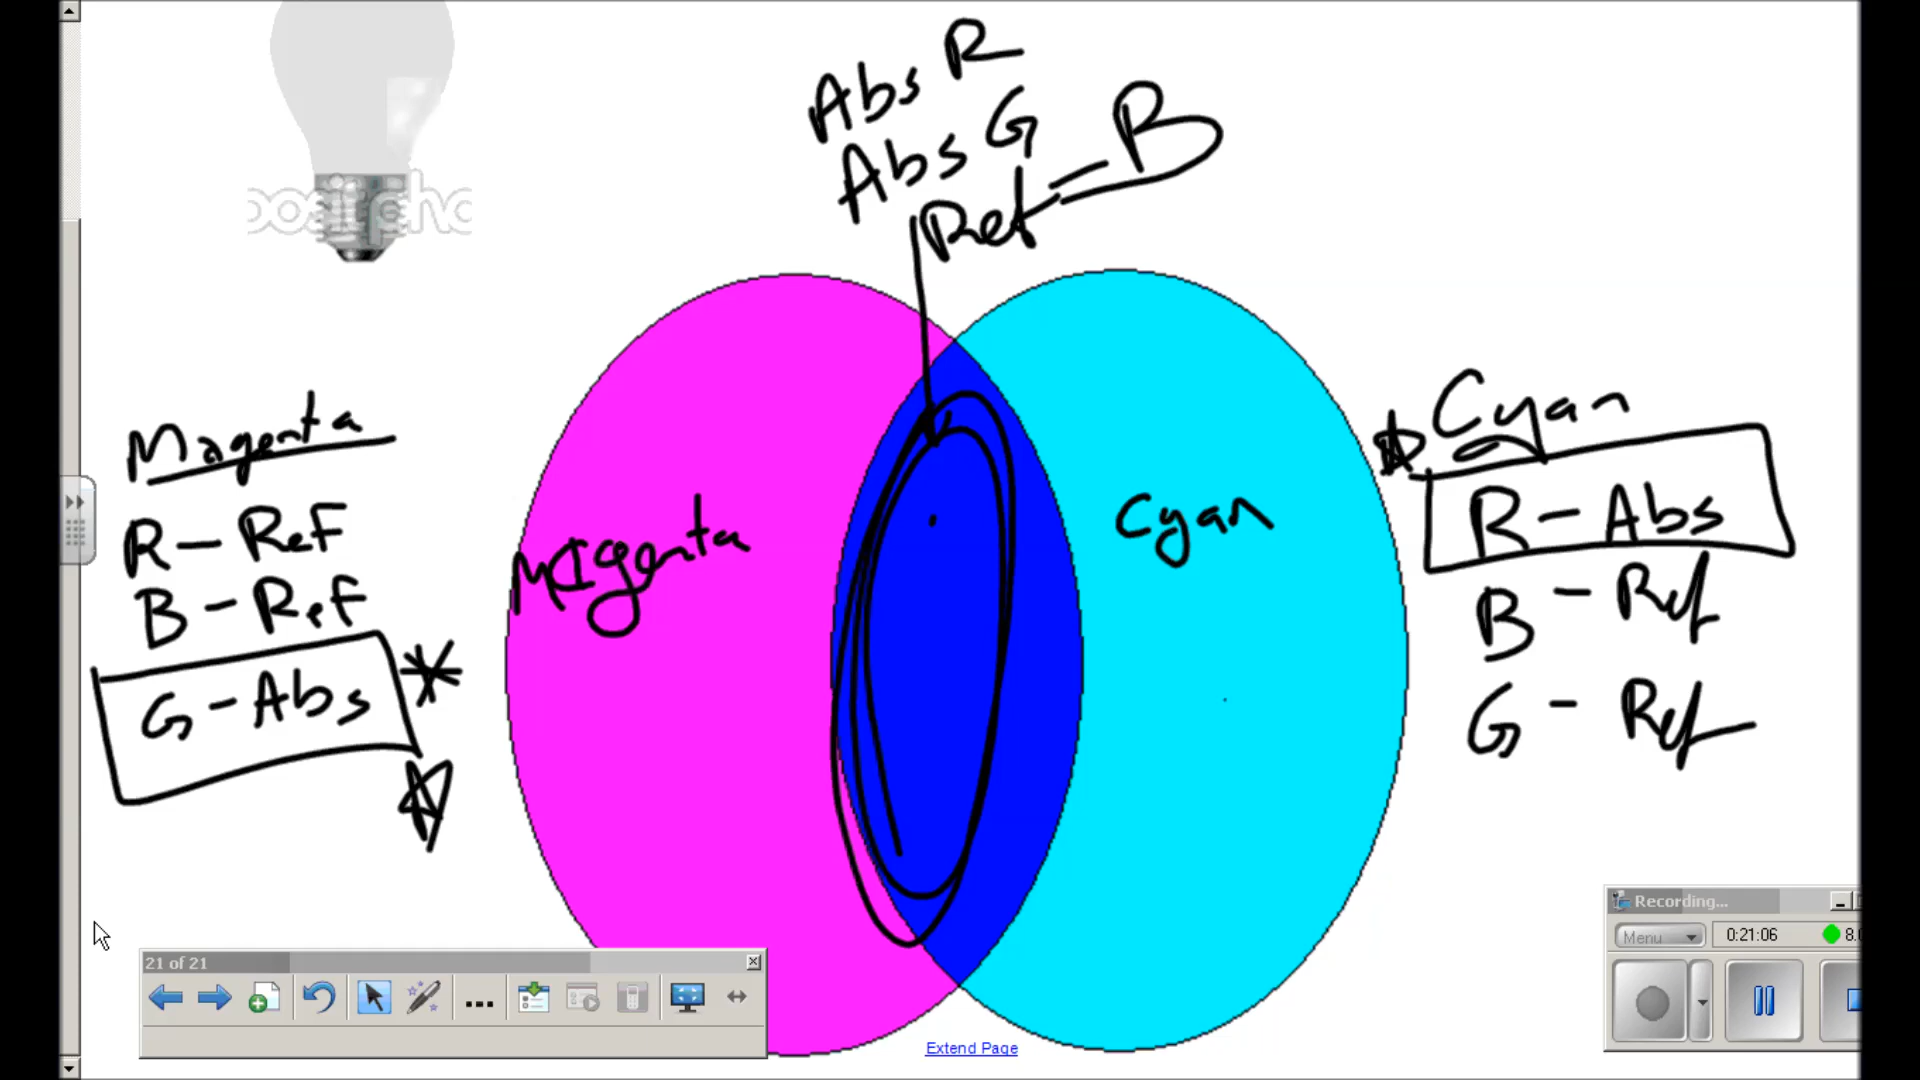 Abs R
Abs G
Ref = B
Magenta
R - Ref
B - Ref
G - Abs
Magenta
Cyan
Cyan
R - Abs
B - Ref
G - Ref
21 of 21
...
Extend Page
Recording...
Menu
0:21:06